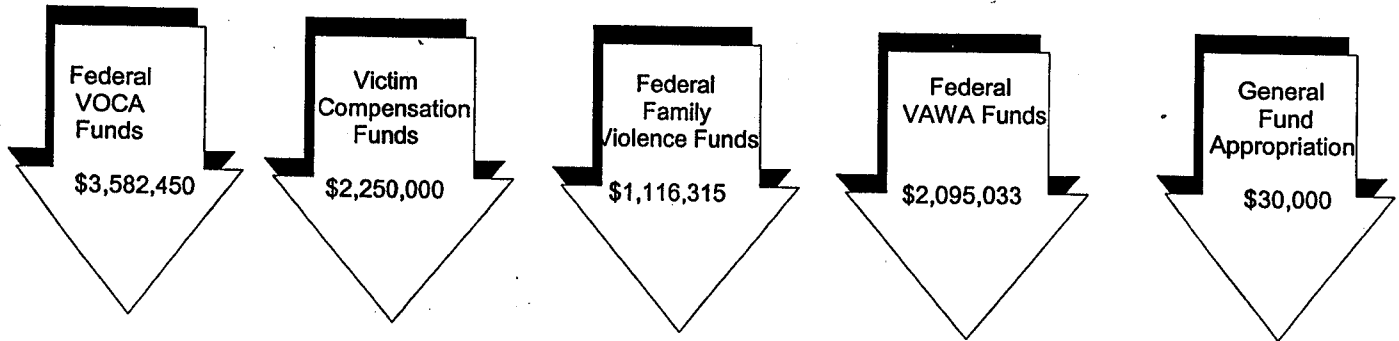 Federal
VOCA
Funds
$3,582,450
Victim
Compensation
Funds
$2,250,000
Federal
Family
Violence Funds
$1,116,315
Federal
VAWA Funds
$2,095,033
General
Fund
Appropriation
$30,000